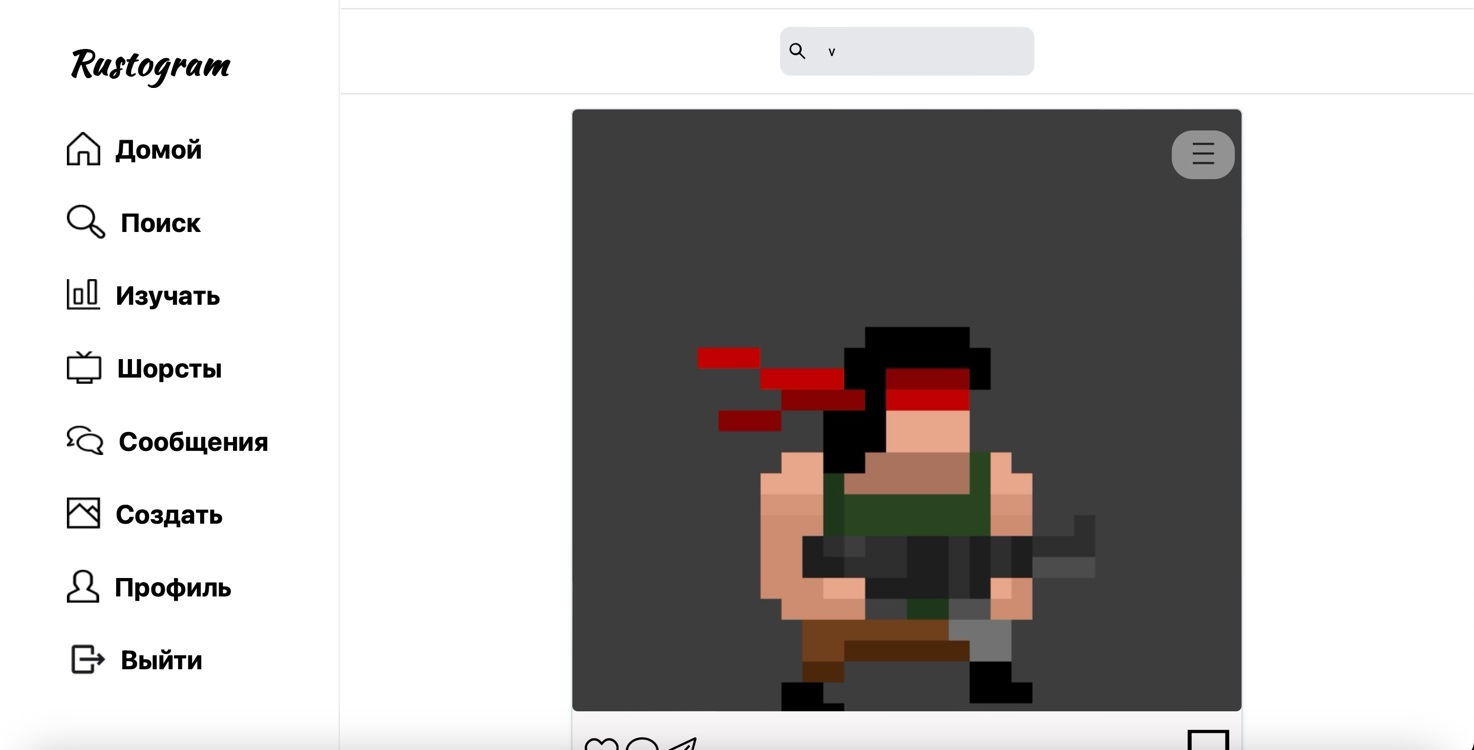 Rustogram
v
Домой
Поиск
Изучать
Шорсты
Сообщения
Создать
Профиль
Выйти